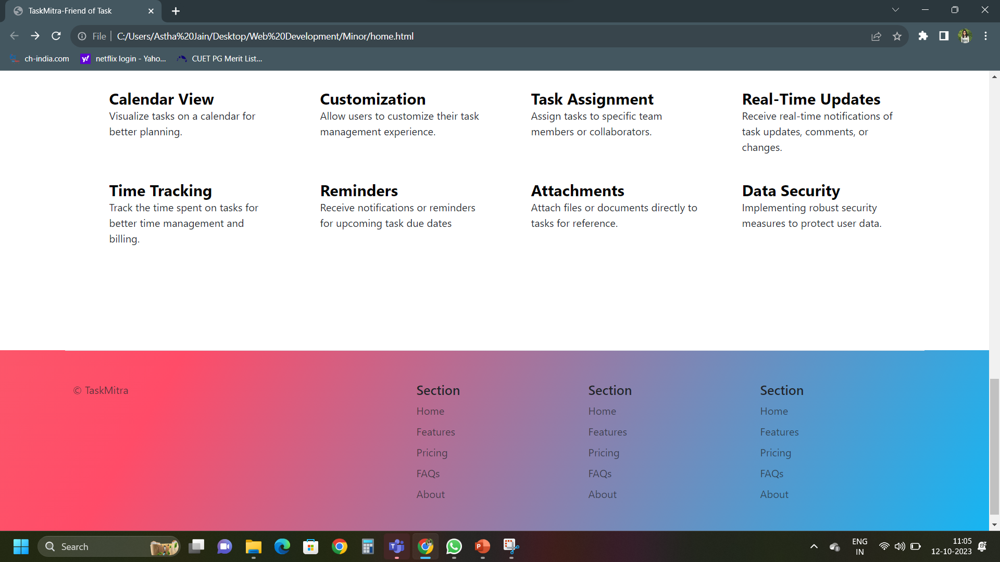 TaskMitra-Friend of Task
File
C:/Users/Astha%20Jain/Desktop/Web%20Development/Minor/home.html
ch-india.com
netflix login - Yaho...
CUET PG Merit List...
Calendar View
Visualize tasks on a calendar for
better planning.
Customization
Allow users to customize their task
management experience.
Task Assignment
Assign tasks to specific team
members or collaborators.
Real-Time Updates
Receive real-time notifications of
task updates, comments, or
changes.
Time Tracking
Track the time spent on tasks for
better time management and
billing.
Reminders
Receive notifications or reminders
for upcoming task due dates
Attachments
Attach files or documents directly to
tasks for reference.
Data Security
Implementing robust security
measures to protect user data.
© TaskMitra
Section
Home
Features
Pricing
FAQs
About
Section
Home
Features
Pricing
FAQs
About
Section
Home
Features
Pricing
FAQs
About
Search
ENG
IN
11:05
12-10-2023